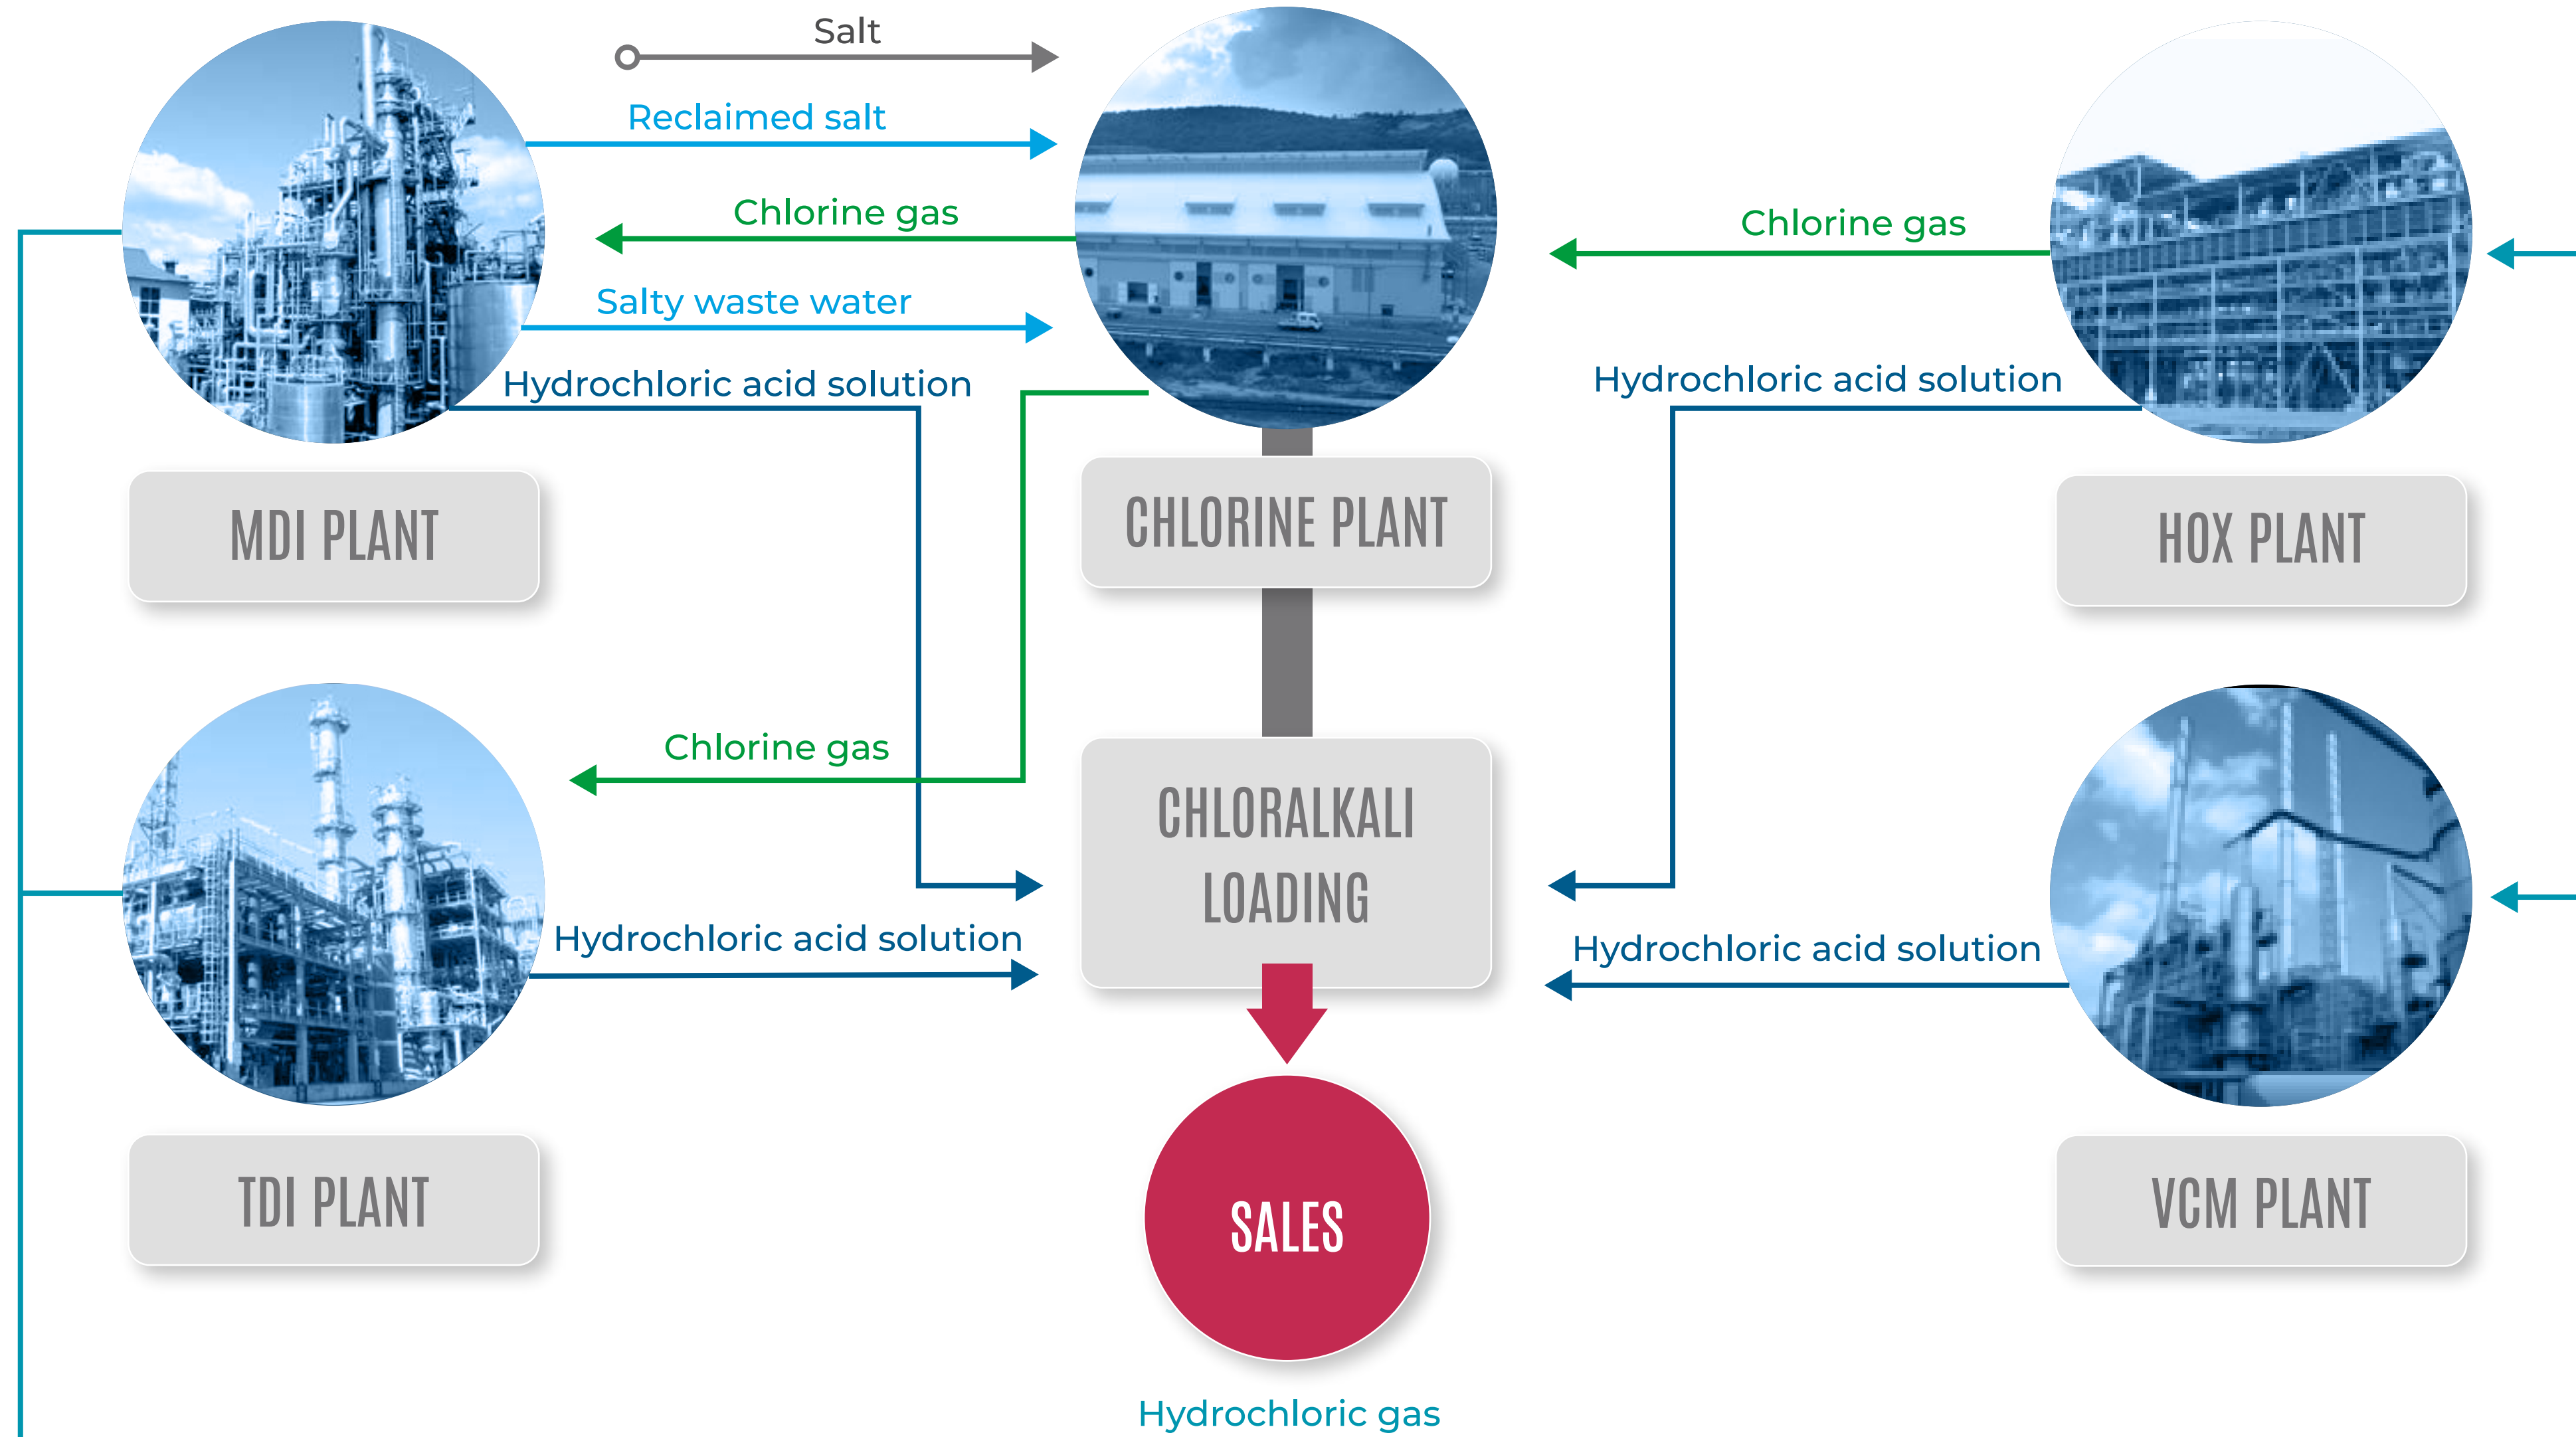 Salt
Reclaimed salt
Chlorine gas
Chlorine gas
Salty waste water
Hydrochloric acid solution
Hydrochloric acid solution
MDI PLANT
CHLORINE PLANT
HOX PLANT
Chlorine gas
CHLORALKALI
LOADING
Hydrochloric acid solution
Hydrochloric acid solution
TDI PLANT
SALES
VCM PLANT
Hydrochloric gas